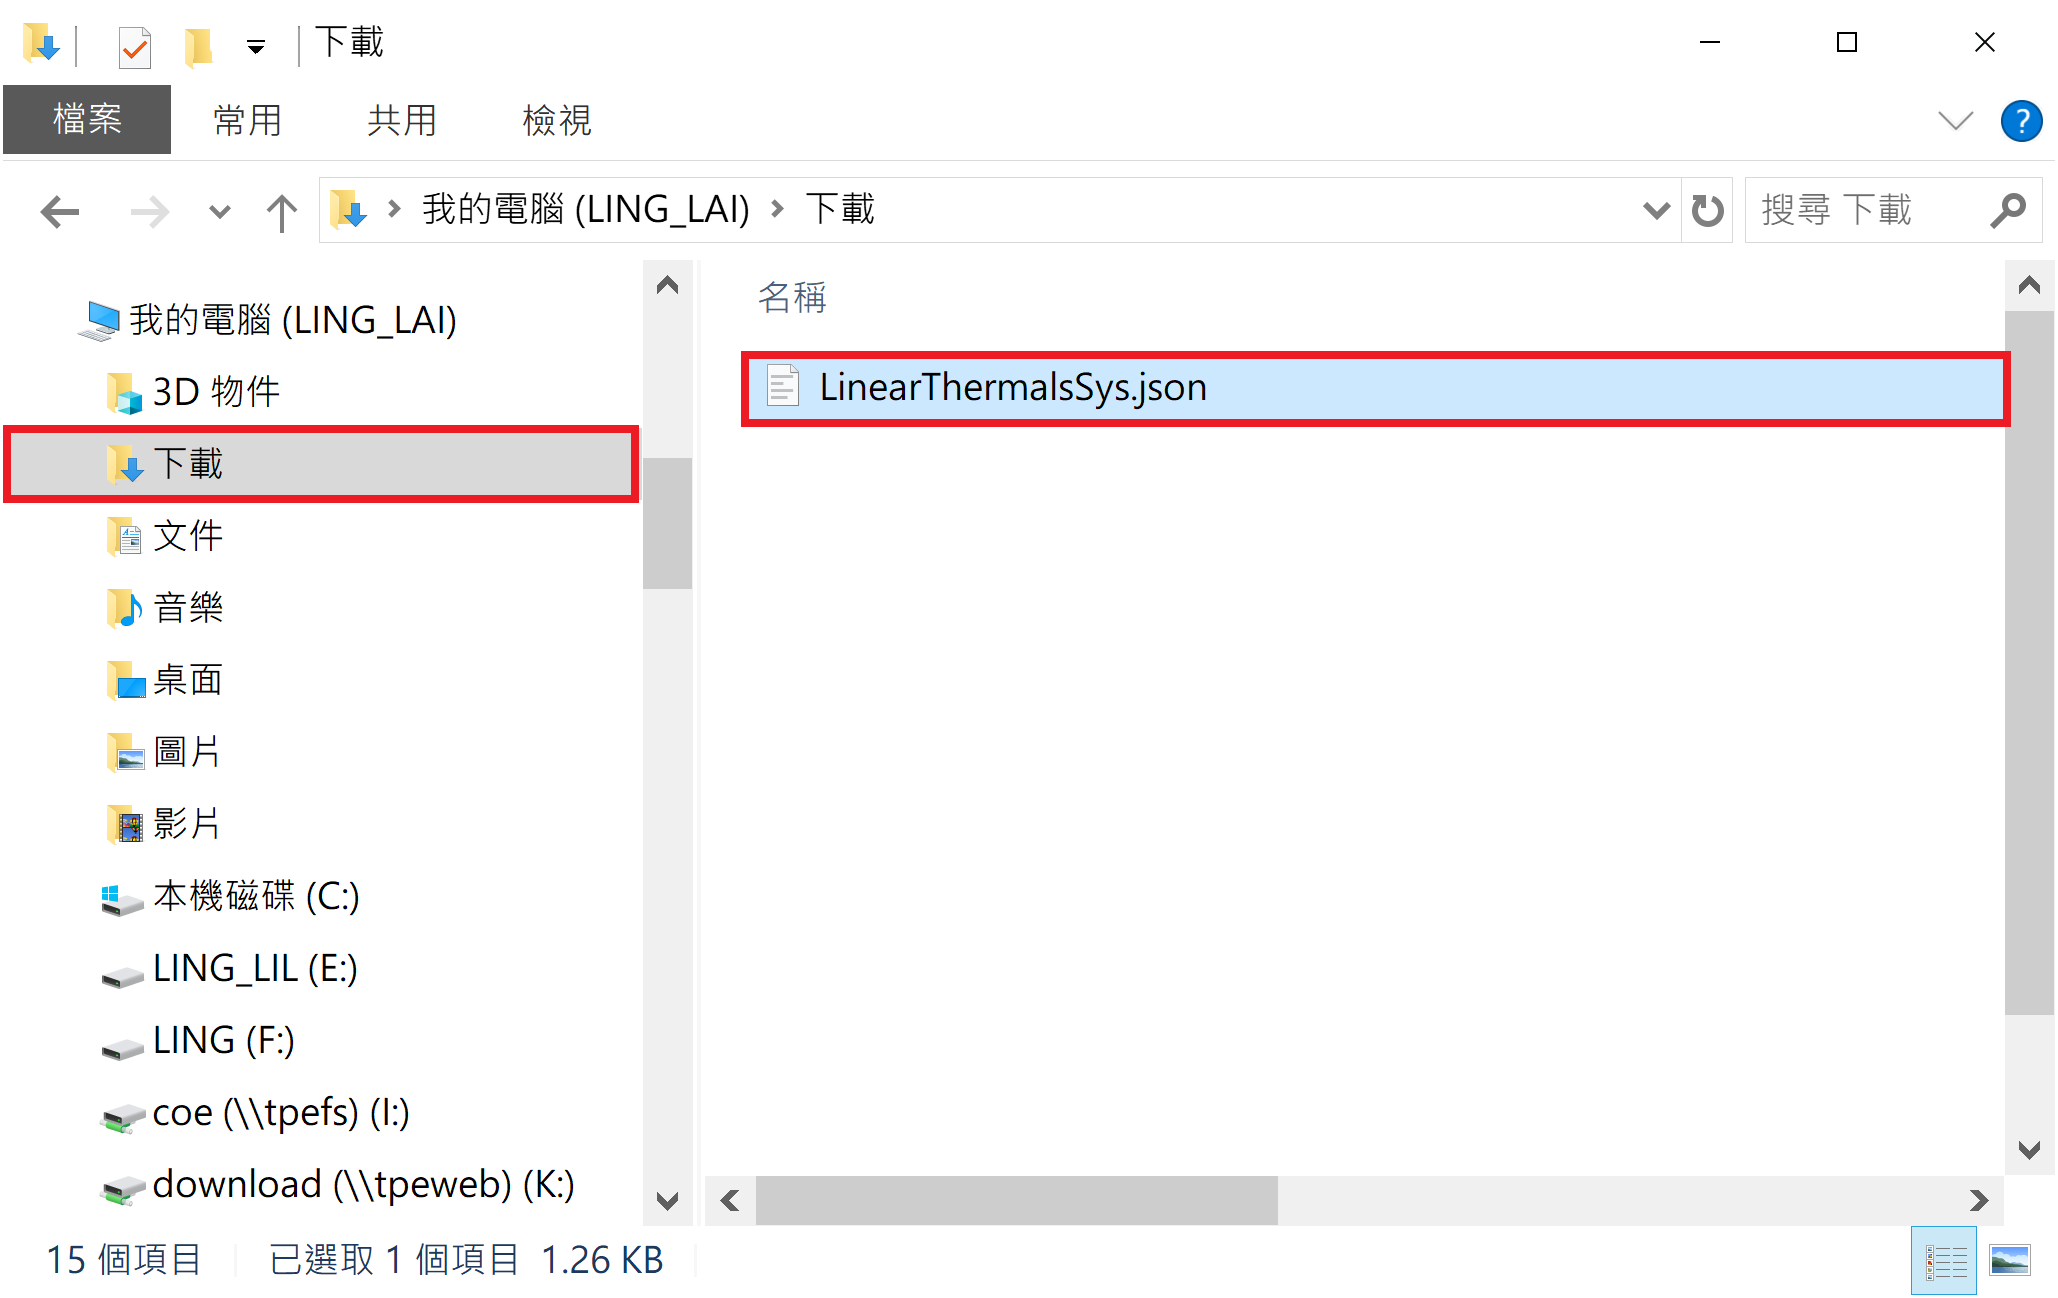 下載
檔案 常用 共用 檢視
我的電腦 (LING_LAI) 下載
搜尋 下載
我的電腦 (LING_LAI)
3D 物件
下載
文件
音樂
桌面
圖片
影片
本機磁碟 (C:)
LING_LIL (E:)
LING (F:)
coe (\\tpefs) (I:)
download (\\tpeweb) (K:)
名稱
LinearThermalsSys.json
15 個項目 已選取 1 個項目 1.26 KB